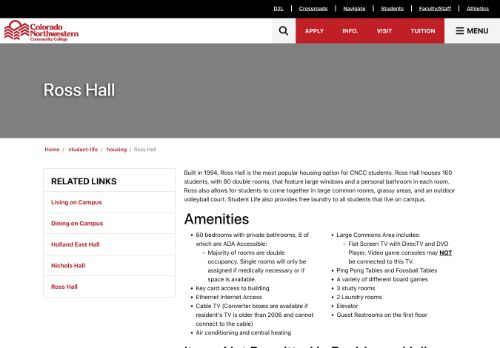 D2L | Crossroads | Navigate | Students | Faculty/Staff | Athletics
Colorado
Northwestern
Community College
APPLY INFO. VISIT TUITION MENU
Ross Hall
Home / student-life / housing / Ross Hall
RELATED LINKS
Living on Campus
Dining on Campus
Holland East Hall
Nichols Hall
Ross Hall
Built in 1994, Ross Hall is the most popular housing option for CNCC students. Ross Hall houses 160
students, with 80 double rooms, that feature large windows and a personal bathroom in each room.
Ross also allows for students to come together in large common rooms, grassy areas, and an outdoor
volleyball court. Student Life also provides free laundry to all students that live on campus.
Amenities
• 80 bedrooms with private bathrooms, 8 of
which are ADA Accessible:
– Majority of rooms are double
occupancy. Single rooms will only be
assigned if medically necessary or if
space is available.
• Key card access to building
• Ethernet Internet Access
• Cable TV (Converter boxes are available if
resident's TV is older than 2006 and cannot
connect to the cable)
• Air conditioning and central heating
• Large Commons Area includes:
– Flat Screen TV with DirecTV and DVD
Player. Video game consoles may NOT
be connected to this TV.
• Ping Pong Tables and Foosball Tables
• A variety of different board games
• 3 study rooms
• 2 Laundry rooms
• Elevator
• Guest Restrooms on the first floor